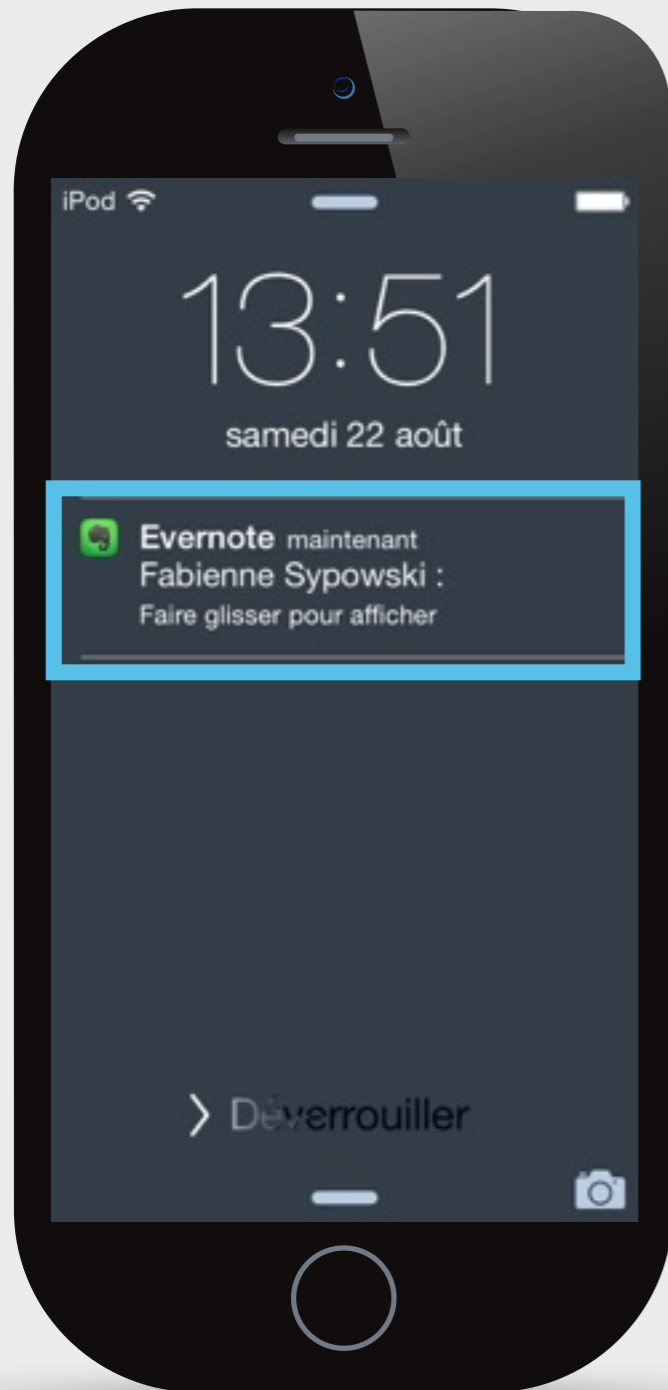 iPod
13:51
samedi 22 août
Evernote maintenant
Fabienne Sypowski :
Faire glisser pour afficher
Déverrouiller